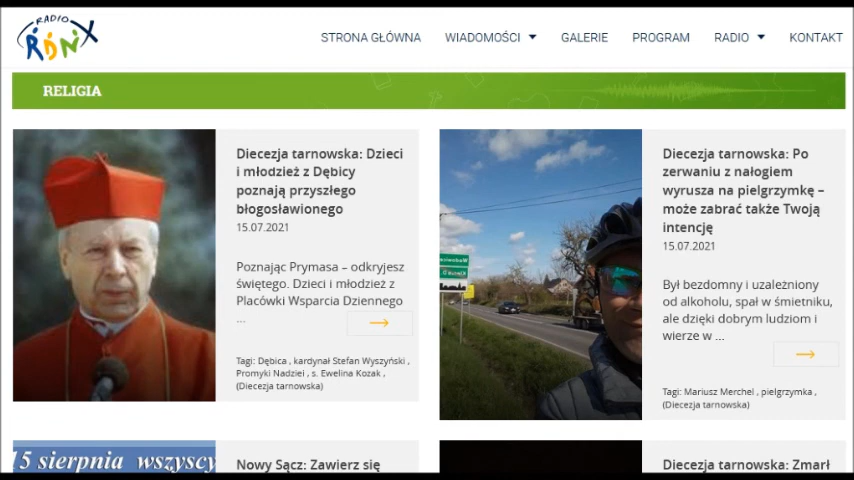 RADIO
RDN
STRONA GŁÓWNA
WIADOMOŚCI
GALERIE
PROGRAM
RADIO
KONTAKT
RELIGIA
Diecezja tarnowska: Dzieci
i młodzież z Dębicy
poznają przyszłego
błogosławionego
15.07.2021
Poznając Prymasa – odkryjesz
świętego. Dzieci i młodzież z
Placówki Wsparcia Dziennego
...
Tagi: Dębica , kardynał Stefan Wyszyński ,
Promyki Nadziei , s. Ewelina Kozak ,
(Diecezja tarnowska)
Diecezja tarnowska: Po
zerwaniu z nałogiem
wyrusza na pielgrzymkę –
może zabrać także Twoją
intencję
15.07.2021
Był bezdomny i uzależniony
od alkoholu, spał w śmietniku,
ale dzięki dobrym ludziom i
wierze w ...
Tagi: Mariusz Merchel , pielgrzymka ,
(Diecezja tarnowska)
15 sierpnia wszyscy
Nowy Sącz: Zawierz się
Diecezja tarnowska: Zmarł